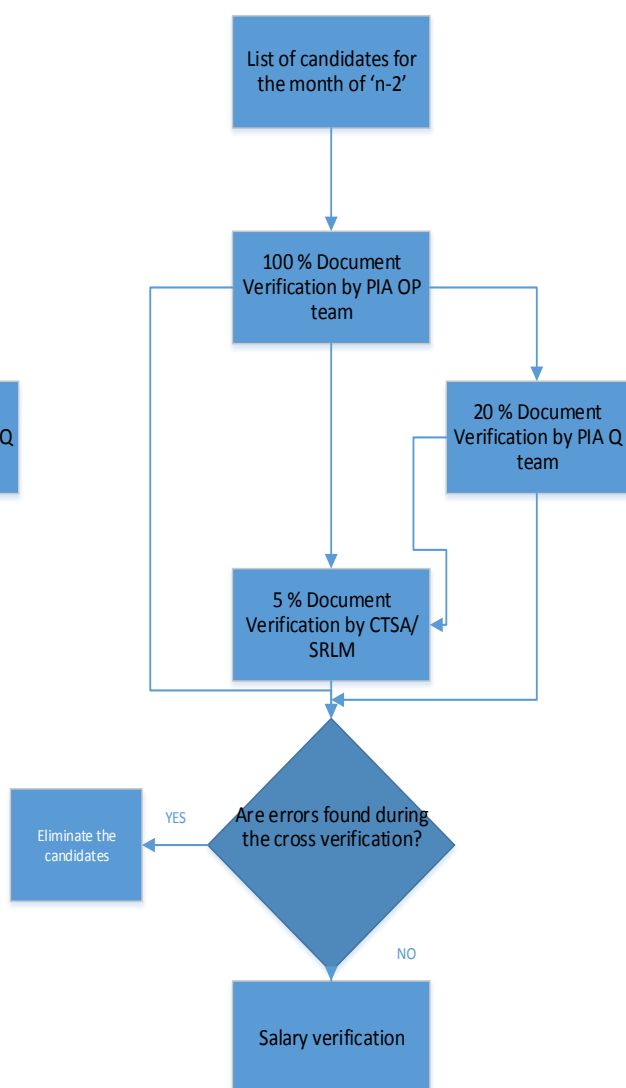 List of candidates for
the month of ‘n-2’
100 % Document
Verification by PIA OP
team
Q
20 % Document
Verification by PIA Q
team
5 % Document
Verification by CTSA/
SRLM
Are errors found during
the cross verification?
YES
Eliminate the
candidates
NO
Salary verification